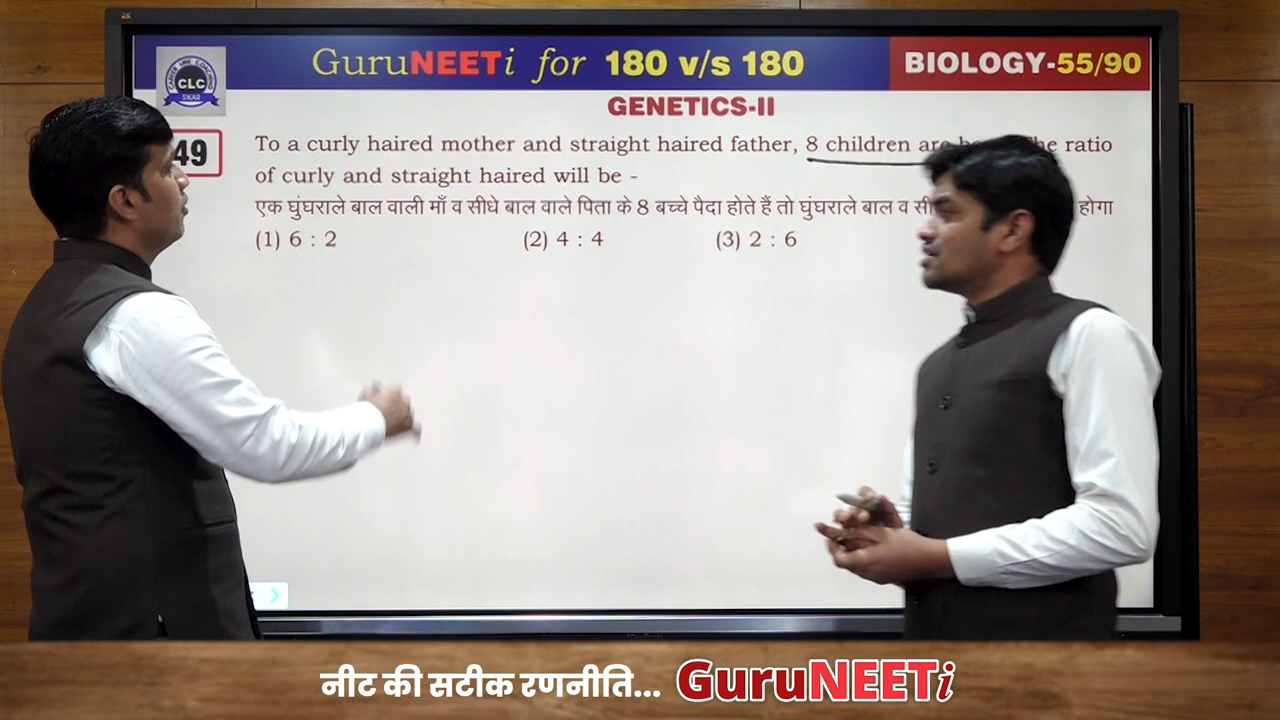 GuruNEETi for 180 v/s 180
BIOLOGY-55/90
CLC
SIKAR
GENETICS-II
49
To a curly haired mother and straight haired father, 8 children are ratio
of curly and straight haired will be -
एक घुंघराले बाल वाली माँ व सीधे बाल वाले पिता के 8 बच्चे पैदा होते हैं तो घुंघराले बाल व होगा
(1) 6 : 2 (2) 4 : 4 (3) 2 : 6
नीट की सटीक रणनीति... GuruNEETi